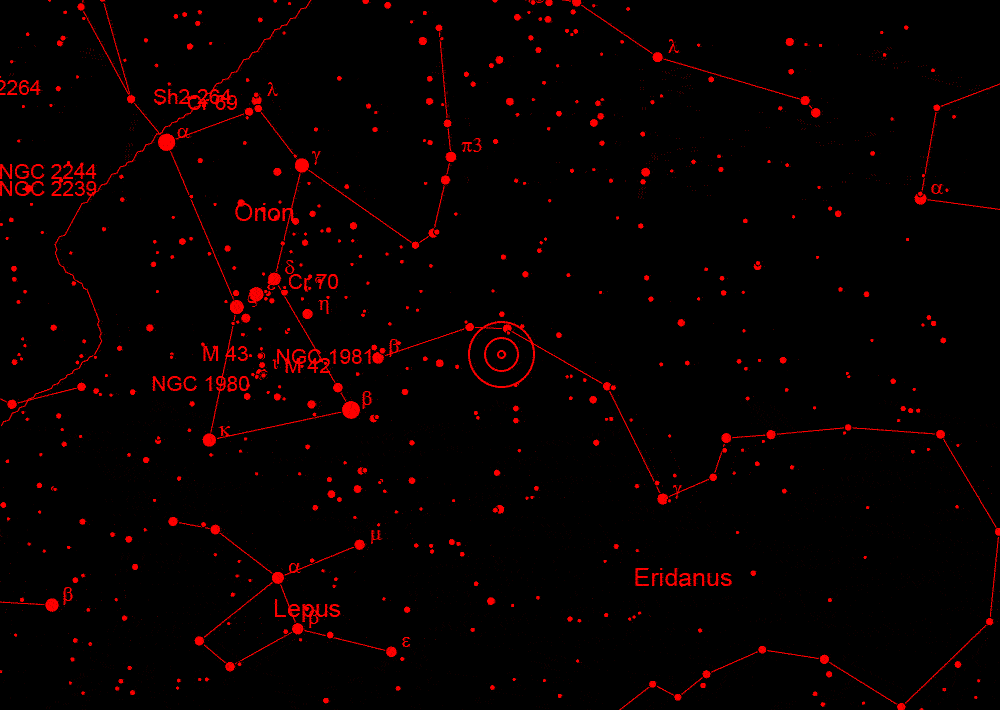 λ
2264
Sh2-264
λ
Cr 69
α
π3
γ
NGC 2244
NGC 2239
α
Orion
δ
Cr 70
ε
ζ
η
β
M 43
NGC 1981
M 42
ι
NGC 1980
β
κ
γ
μ
α
Eridanus
β
Lepus
β
ε